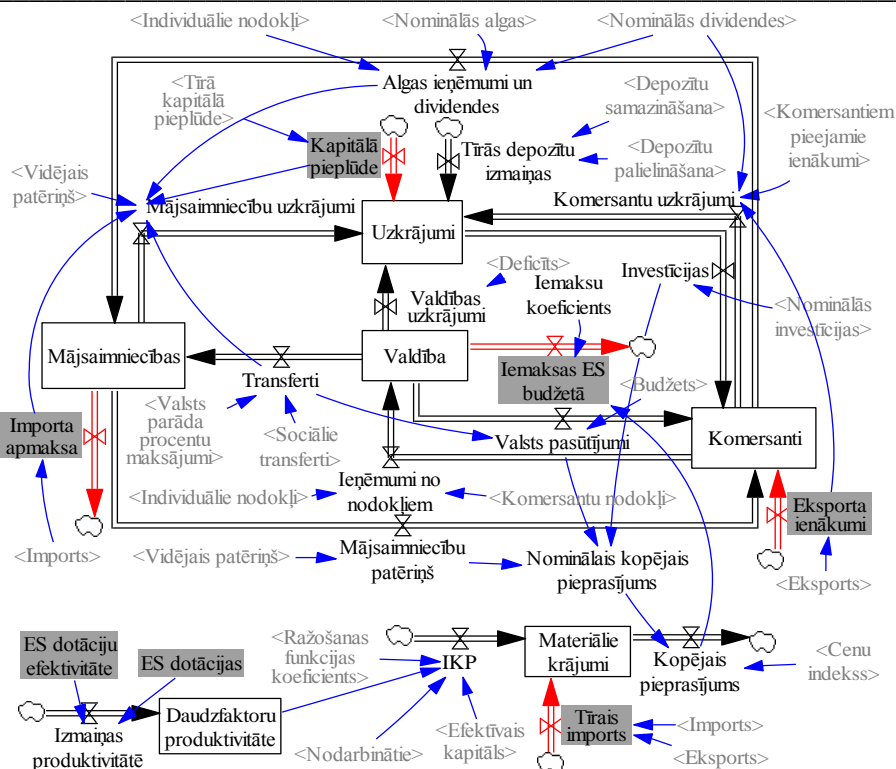 <Individuālie nodokļi>
<Nominālās algas>
<Nominālās dividendes>
Algas ieņēmumi un
dividendes
<Tīrā
kapitālā
pieplūde>
<Depozītu
samazināšana>
<Komersantiem
pieejamie
ienākumi>
Kapitālā
pieplūde
Tīrās depozītu
izmaiņas
<Depozītu
palielināšana>
<Vidējais
patēriņš>
Mājsaimniecību uzkrājumi
Komersantu uzkrājumi
Uzkrājumi
<Deficīts>
Investīcijas
Iemaksu
koeficients
Valdības
uzkrājumi
<Nominālās
investīcijas>
Mājsaimniecības
Valdība
Iemaksas ES
budžetā
Transferti
<Budžets>
<Valsts
parāda
procentu
maksājumi>
Importa
apmaksa
<Sociālie
transferti>
Valsts pasūtījumi
Komersanti
Ieņēmumi no
nodokļiem
<Individuālie nodokļi>
<Komersantu nodokļi>
Eksporta
ienākumi
<Imports>
<Vidējais patēriņš>
Mājsaimniecību
patēriņš
Nominālais kopējais
pieprasījums
<Eksports>
ES dotāciju
efektivitāte
ES dotācijas
<Ražošanas
funkcijas
koeficients>
IKP
Materiālie
krājumi
Kopējais
pieprasījums
<Cenu
indekss>
Izmaiņas
produktivitātē
Daudzfaktoru
produktivitāte
<Nodarbinātie>
<Efektīvais
kapitāls>
Tīrais
imports
<Imports>
<Eksports>